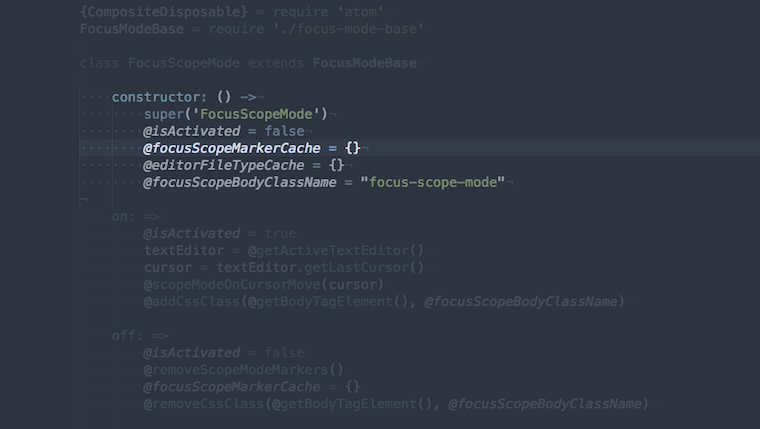 {CompositeDisposable} = require 'atom'
FocusModeBase = require './focus-mode-base'
class FocusScopeMode extends FocusModeBase
constructor: () ->
super('FocusScopeMode')
@isActivated = false
@focusScopeMarkerCache = {}
@editorFileTypeCache = {}
@focusScopeBodyClassName = "focus-scope-mode"
on: =>
@isActivated = true
textEditor = @getActiveTextEditor()
cursor = textEditor.getLastCursor()
@scopeModeOnCursorMove(cursor)
@addCssClass(@getBodyTagElement(), @focusScopeBodyClassName)
off: =>
@isActivated = false
@removeScopeModeMarkers()
@focusScopeMarkerCache = {}
@removeCssClass(@getBodyTagElement(), @focusScopeBodyClassName)